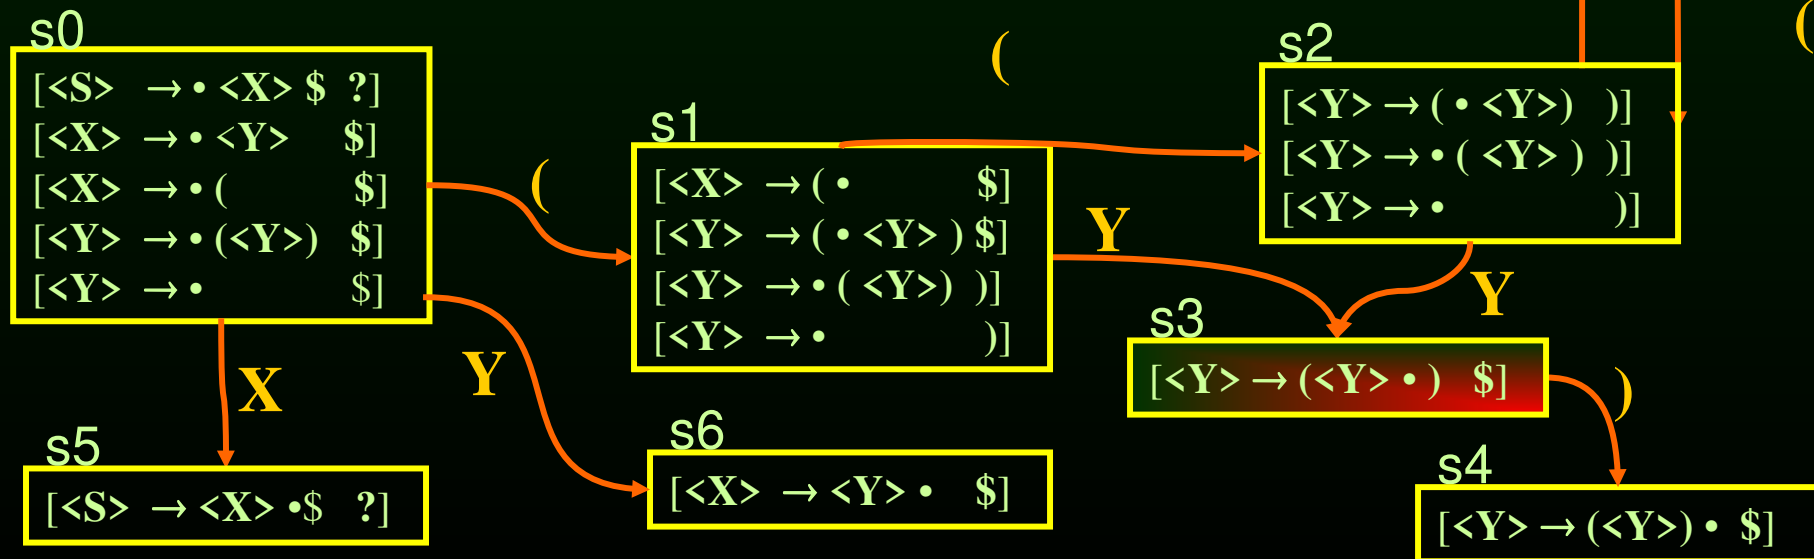 s0
[<S> →• <X> $ ?]
[<X> →• <Y> $]
[<X> →• ( $]
[<Y> →• (<Y>) $]
[<Y> →• $]
(
s1
[<X> →( • $]
[<Y> →( • <Y> ) $]
[<Y> →• ( <Y>) )]
[<Y> →• )]
(
s2
[<Y> → ( • <Y>) )]
[<Y> →• ( <Y> ) )]
[<Y> →• )]
(
Y
Y
s3
[<Y> → (<Y> • ) $]
)
s4
[<Y> → (<Y>) • $]
X
Y
s5
[<S> → <X> •$ ?]
s6
[<X> → <Y> • $]